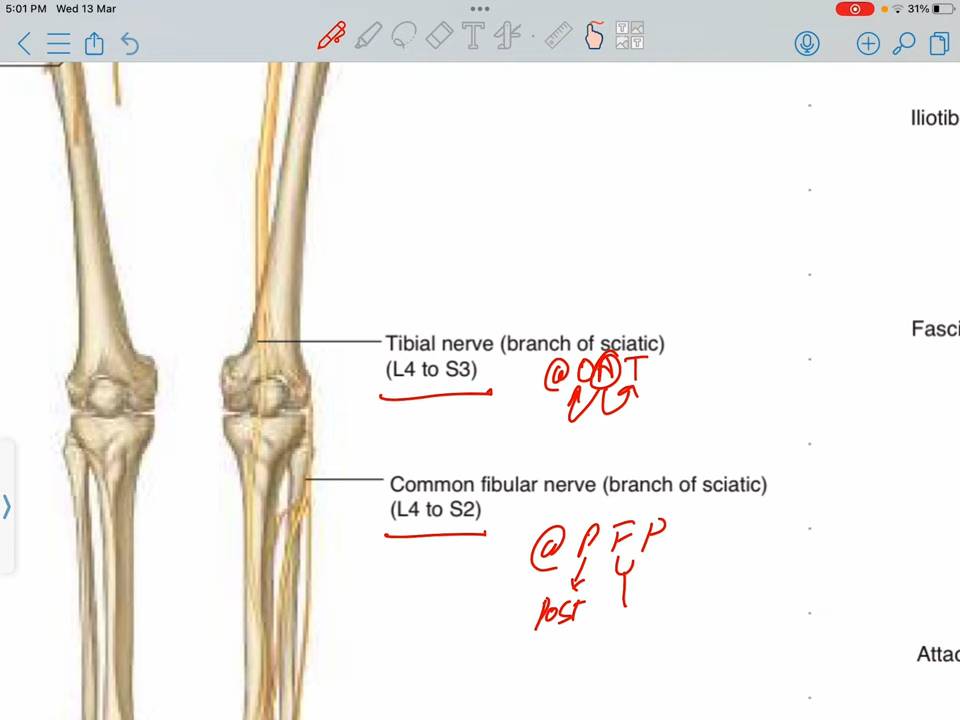 5:01 PM Wed 13 Mar
31%
Iliotib
Tibial nerve (branch of sciatic)
(L4 to S3)
Fasci
@ O A T
Common fibular nerve (branch of sciatic)
(L4 to S2)
@ P F P
Post
Attac